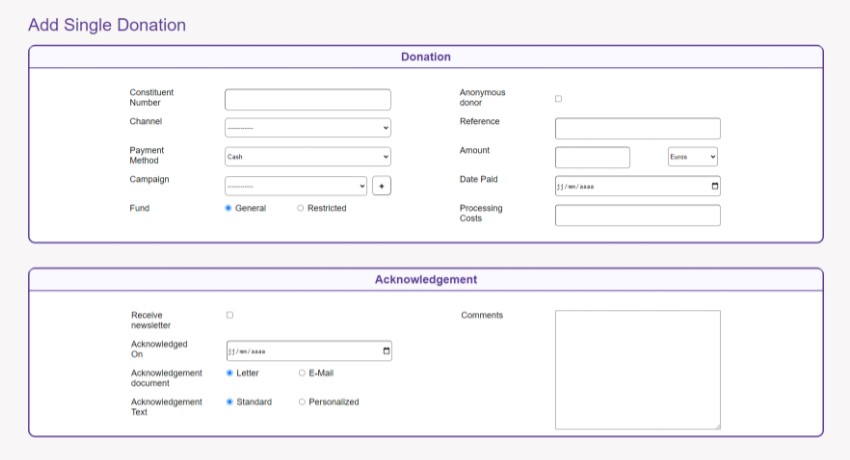 Add Single Donation
Donation
Constituent
Number
Anonymous
donor
Channel
-----------
Reference
Payment
Method
Cash
Amount
Euros
Campaign
-----------
+
Date Paid
jj/mm/aaaa
Fund
General
Restricted
Processing
Costs
Acknowledgement
Receive
newsletter
Comments
Acknowledged
On
jj/mm/aaaa
Acknowledgement
document
Letter
E-Mail
Acknowledgement
Text
Standard
Personalized